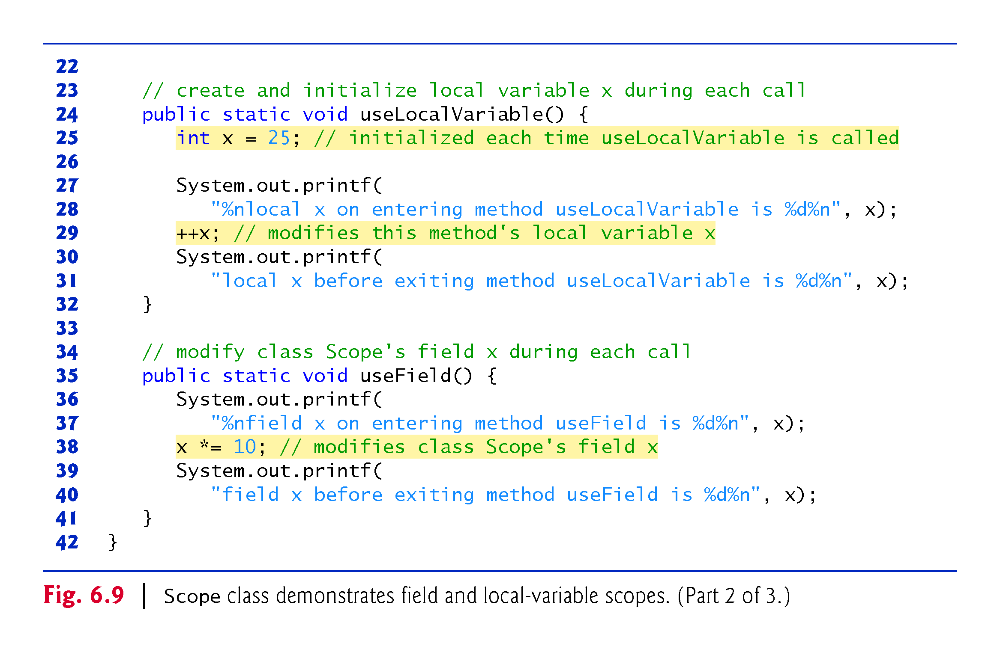 22
23 // create and initialize local variable x during each call
24 public static void useLocalVariable() {
25 int x = 25; // initialized each time useLocalVariable is called
26
27 System.out.printf(
28 "%nlocal x on entering method useLocalVariable is %d%n", x);
29 ++x; // modifies this method's local variable x
30 System.out.printf(
31 "local x before exiting method useLocalVariable is %d%n", x);
32 }
33
34 // modify class Scope's field x during each call
35 public static void useField() {
36 System.out.printf(
37 "%nfield x on entering method useField is %d%n", x);
38 x *= 10; // modifies class Scope's field x
39 System.out.printf(
40 "field x before exiting method useField is %d%n", x);
41 }
42 }
Fig. 6.9 | Scope class demonstrates field and local-variable scopes. (Part 2 of 3.)